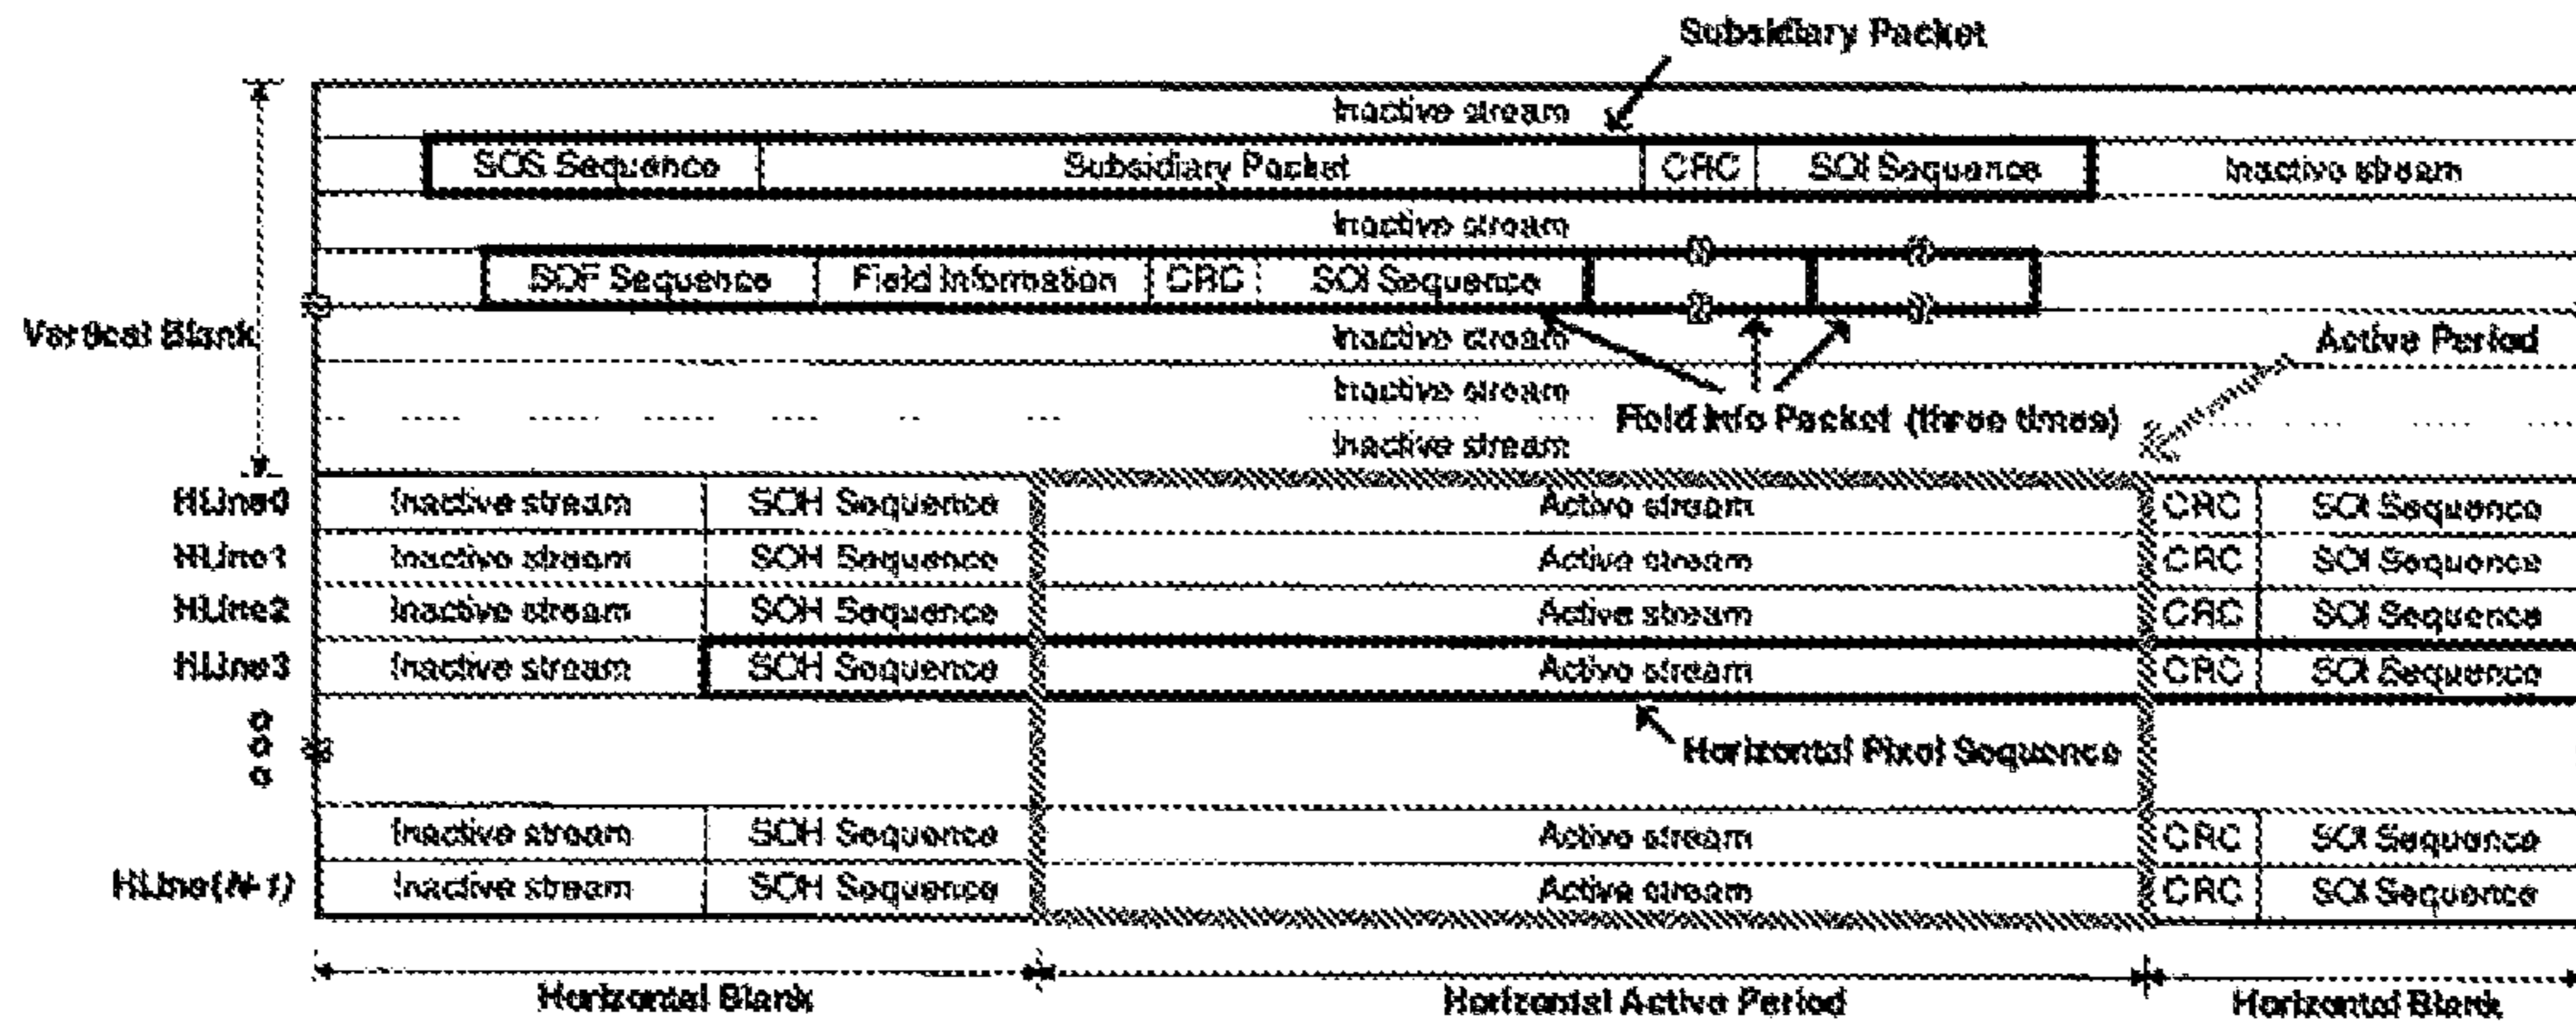 Subsidiary Packet
Inactive stream
SOS Sequence Subsidiary Packet CRC SOI Sequence Inactive stream
Inactive stream
SOF Sequence Field Information CRC SOI Sequence
Vertical Blank Inactive stream Active Period
Inactive stream
Field Info Packet (three times)
Inactive stream
HLine0 Inactive stream SOH Sequence Active stream CRC SOI Sequence
HLine1 Inactive stream SOH Sequence Active stream CRC SOI Sequence
HLine2 Inactive stream SOH Sequence Active stream CRC SOI Sequence
HLine3 Inactive stream SOH Sequence Active stream CRC SOI Sequence
Horizontal Pixel Sequence
Inactive stream SOH Sequence Active stream CRC SOI Sequence
HLine(N-1) Inactive stream SOH Sequence Active stream CRC SOI Sequence
Horizontal Blank Horizontal Active Period Horizontal Blank